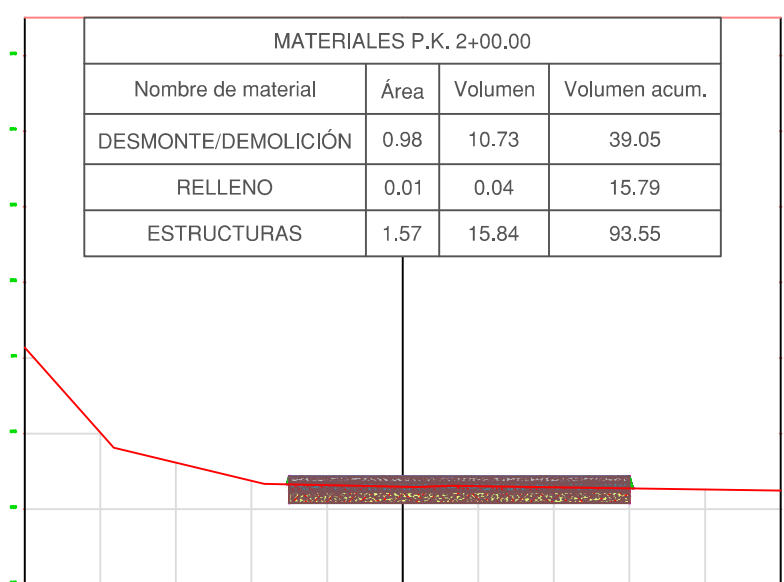 MATERIALES P.K. 2+00.00
Nombre de material Área Volumen Volumen acum.
DESMONTE/DEMOLICIÓN 0.98 10.73 39.05
RELLENO 0.01 0.04 15.79
ESTRUCTURAS 1.57 15.84 93.55